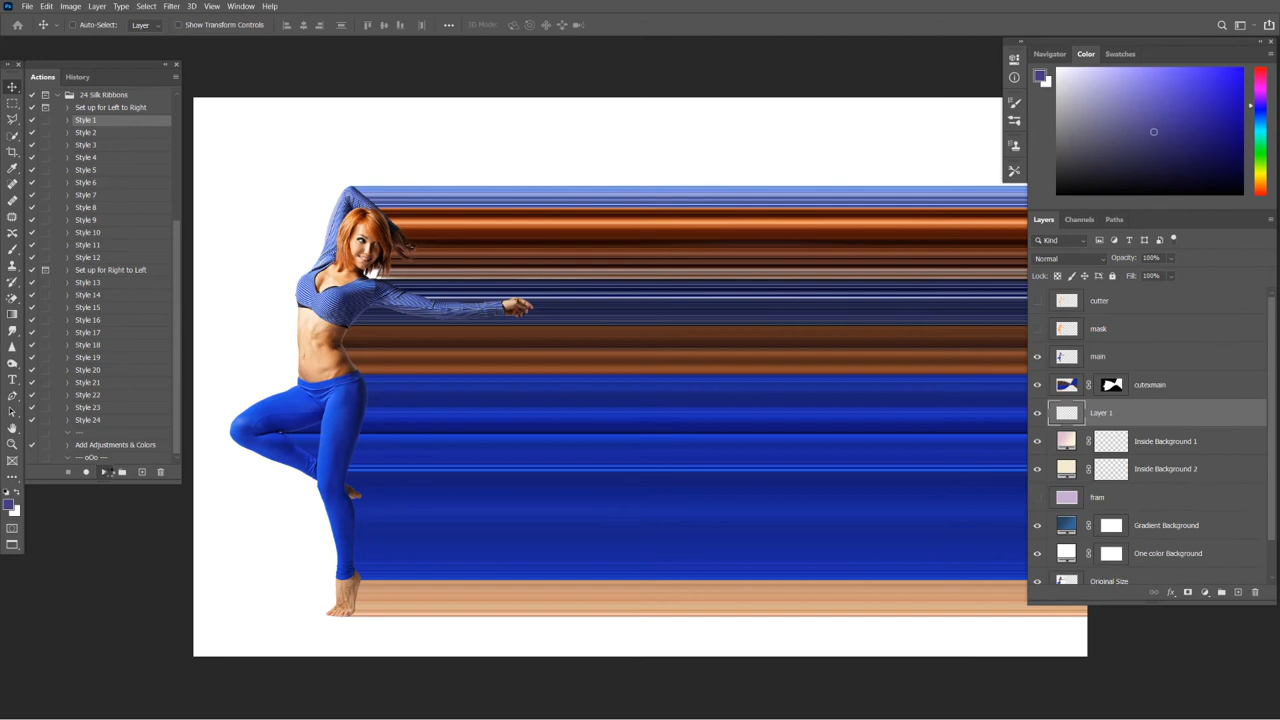 Ps File Edit Image Layer Type Select Filter 3D View Window Help
Auto-Select: Layer Show Transform Controls 3D Mode:
Navigator Color Swatches
Actions History
24 Silk Ribbons
Set up for Left to Right
Style 1
Style 2
Style 3
Style 4
Style 5
Style 6
Style 7
Style 8
Style 9
Style 10
Style 11
Style 12
Set up for Right to Left
Style 13
Style 14
Style 15
Style 16
Style 17
Style 18
Style 19
Style 20
Style 21
Style 22
Style 23
Style 24
---
Add Adjustments & Colors
--- oOo ---
Layers Channels Paths
Kind
Normal Opacity: 100%
Lock: Fill: 100%
cutter
mask
main
cutexmain
Layer 1
Inside Background 1
Inside Background 2
fram
Gradient Background
One color Background
Original Size
fx